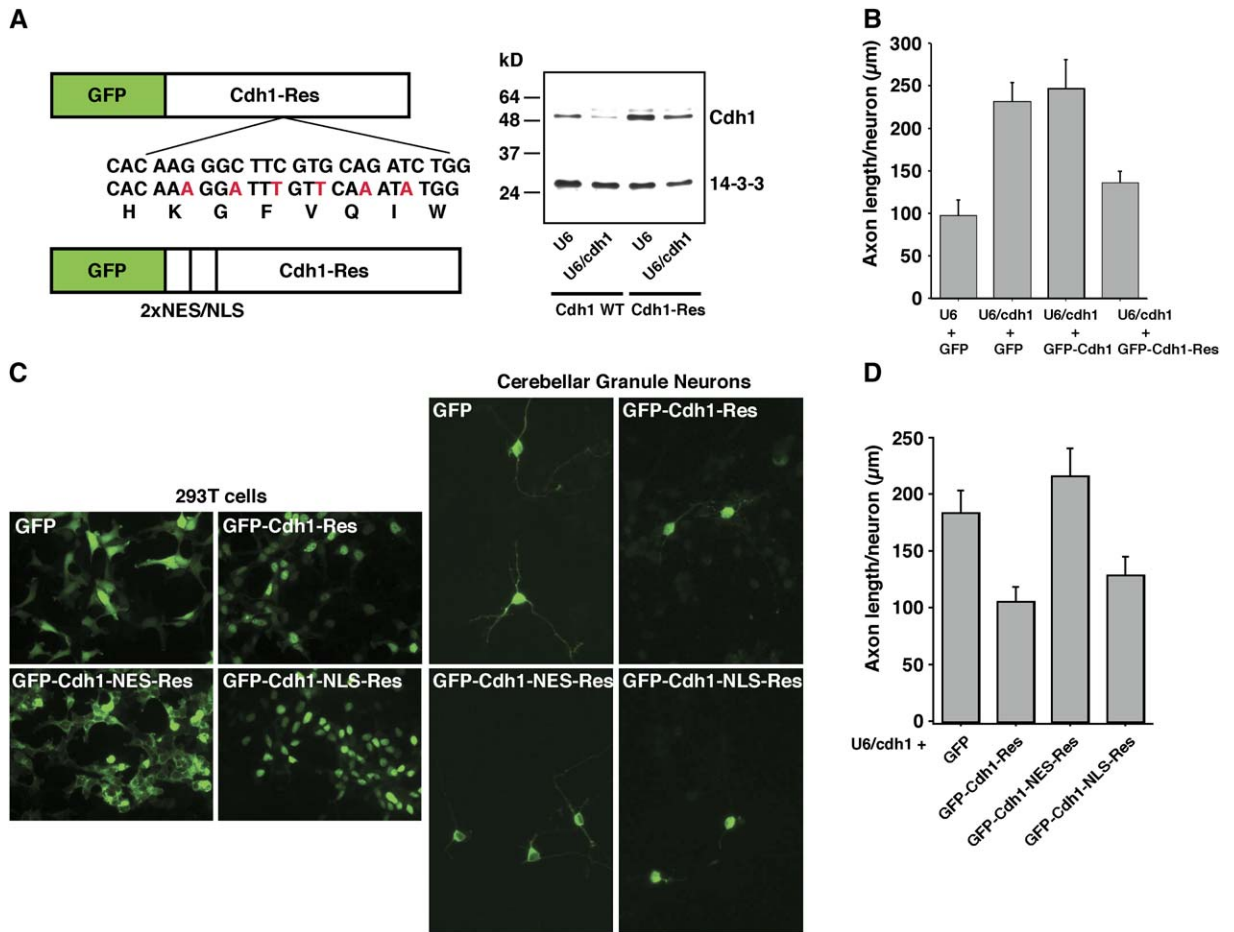 A
GFP
Cdh1-Res
CAC AAG GGC TTC GTG CAG ATC TGG
CAC AAA GGA TTT GTT CAA ATA TGG
H K G F V Q I W
GFP
Cdh1-Res
2xNES/NLS
kD
64
48
37
24
Cdh1
14-3-3
U6
U6/cdh1
U6
U6/cdh1
Cdh1 WT
Cdh1-Res
B
Axon length/neuron (µm)
300
250
200
150
100
50
0
U6
+
GFP
U6/cdh1
+
GFP
U6/cdh1
+
GFP-Cdh1
U6/cdh1
+
GFP-Cdh1-Res
C
293T cells
GFP
GFP-Cdh1-Res
GFP-Cdh1-NES-Res
GFP-Cdh1-NLS-Res
Cerebellar Granule Neurons
GFP
GFP-Cdh1-Res
GFP-Cdh1-NES-Res
GFP-Cdh1-NLS-Res
D
Axon length/neuron (µm)
250
200
150
100
50
0
U6/cdh1 +
GFP
GFP-Cdh1-Res
GFP-Cdh1-NES-Res
GFP-Cdh1-NLS-Res